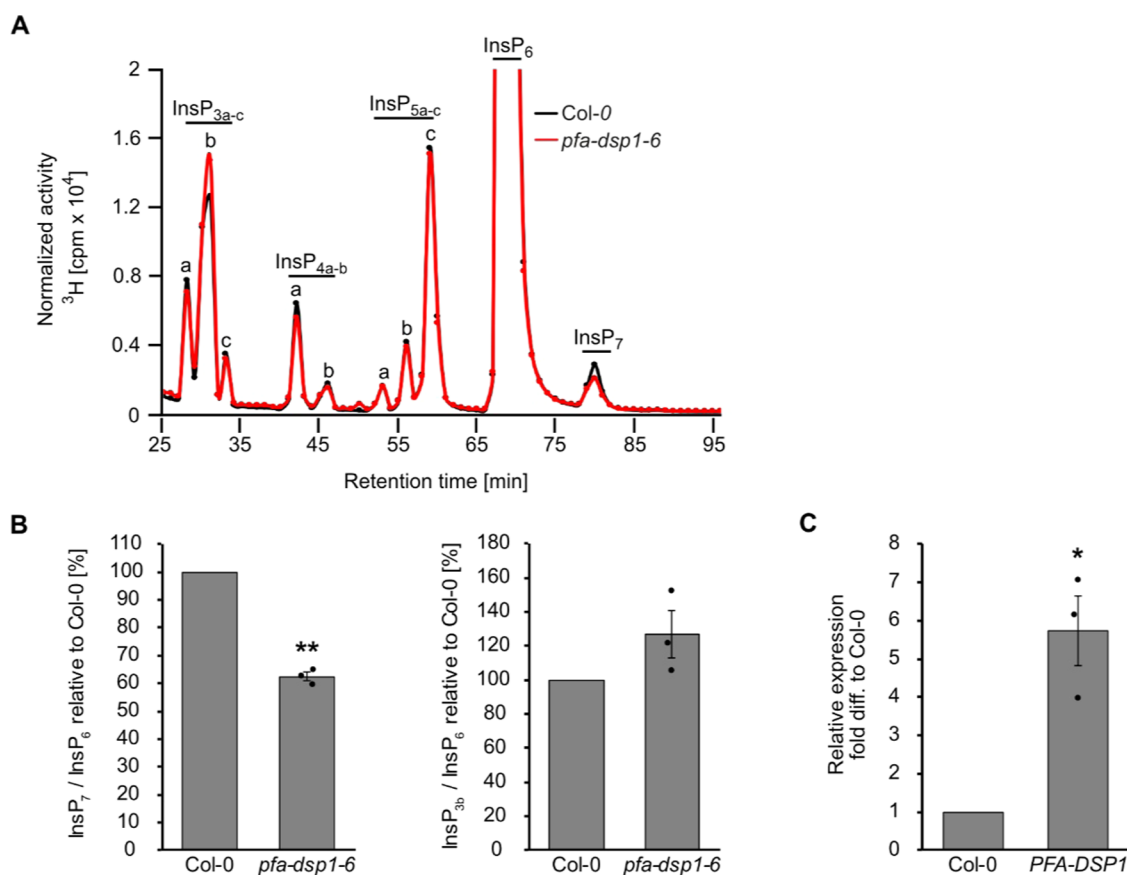 A
InsP6
2
InsP3a-c
InsP5a-c
b
c
Col-0
1.6
pfa-dsp1-6
Normalized activity
³H [cpm x 10⁴]
1.2
a
InsP4a-b
0.8
a
InsP7
c
b
0.4
b
a
0
25
35
45
55
65
75
85
95
Retention time [min]
B
InsP7 / InsP6 relative to Col-0 [%]
110
100
90
80
70
60
50
40
30
20
10
0
**
Col-0
pfa-dsp1-6
InsP3b / InsP6 relative to Col-0 [%]
180
160
140
120
100
80
60
40
20
0
Col-0
pfa-dsp1-6
C
Relative expression
fold diff. to Col-0
8
7
6
5
4
3
2
1
0
*
Col-0
PFA-DSP1